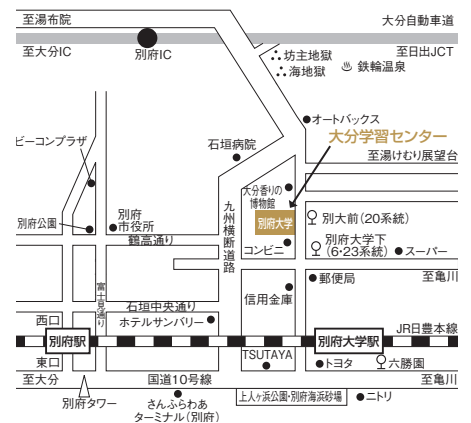 至湯布院
大分自動車道
至大分IC
別府IC
至日出JCT
坊主地獄
海地獄
鉄輪温泉
オートバックス
大分学習センター
ビーコンプラザ
石垣病院
至湯けむり展望台
大分香りの
博物館
別府大学
別大前(20系統)
別府公園
別府
市役所
九州横断道路
鶴高通り
コンビニ
別府大学下
(6・23系統)
スーパー
郵便局
至亀川
富士見通り
信用金庫
石垣中央通り
西口
ホテルサンバリー
JR日豊本線
別府駅
別府大学駅
東口
TSUTAYA
トヨタ
六勝園
至大分
国道10号線
至亀川
別府タワー
さんふらわあ
ターミナル(別府)
上人ヶ浜公園・別府海浜砂場
ニトリ